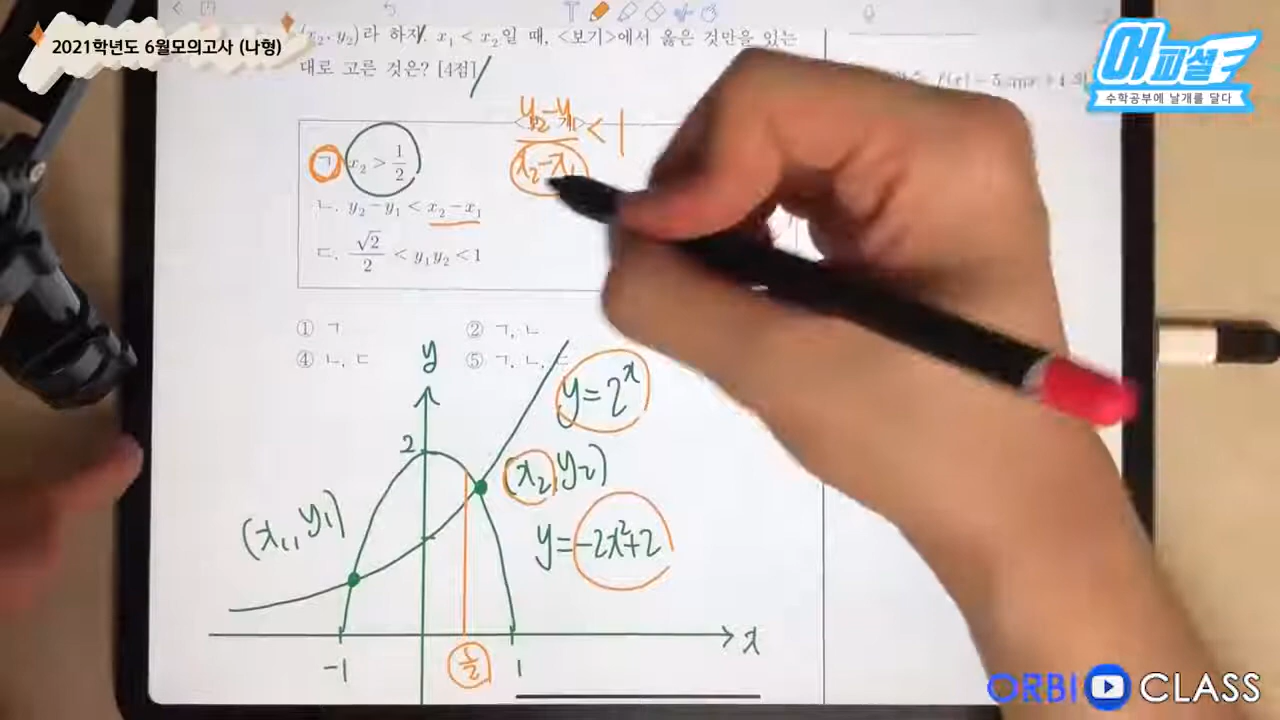 2021학년도 6월모의고사 (나형)
어피셜
수학공부에 날개를 달다
(x₂, y₂)라 하자. x₁ < x₂일 때, <보기>에서 옳은 것만을 있는
대로 고른 것은? [4점]
y₂-y₁ / x₂-x₁ < 1
ㄱ. x₂ > 1/2
ㄴ. y₂ - y₁ < x₂ - x₁
ㄷ. √2/2 < y₁y₂ < 1
① ㄱ ② ㄱ, ㄴ
④ ㄴ, ㄷ ⑤ ㄱ, ㄴ, ㄷ
y
y=2ˣ
2
(x₂, y₂)
(x₁, y₁)
y=-2x²+2
x
-1 1/2 1
ORBI CLASS